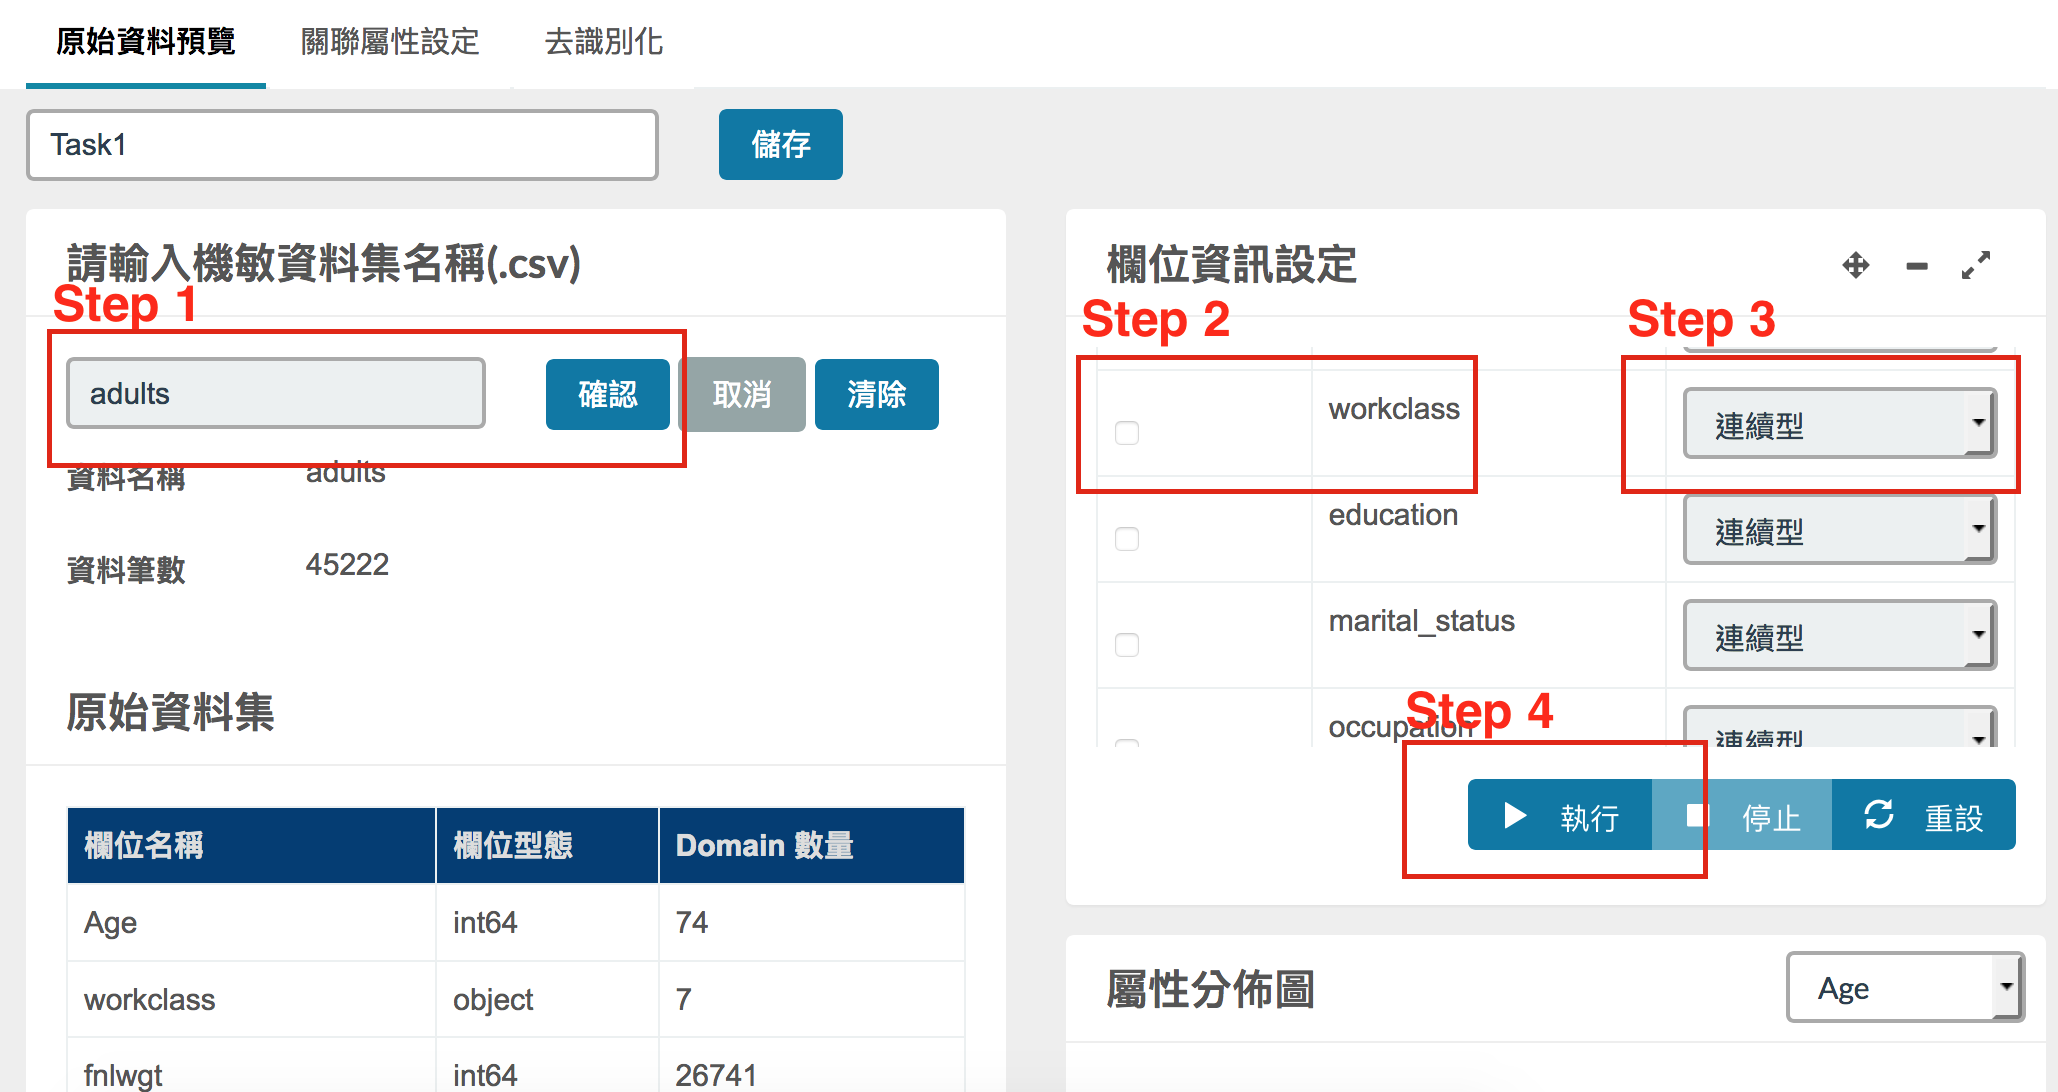 原始資料預覽 關聯屬性設定 去識別化
Task1 儲存
請輸入機敏資料集名稱(.csv)
Step 1
adults 確認 取消 清除
資料名稱 adults
資料筆數 45222
原始資料集
欄位名稱 欄位型態 Domain 數量
Age int64 74
workclass object 7
fnlwgt int64 26741
欄位資訊設定
Step 2 Step 3
workclass 連續型
education 連續型
marital_status 連續型
Step 4
occupation 連續型
執行 停止 重設
屬性分佈圖 Age